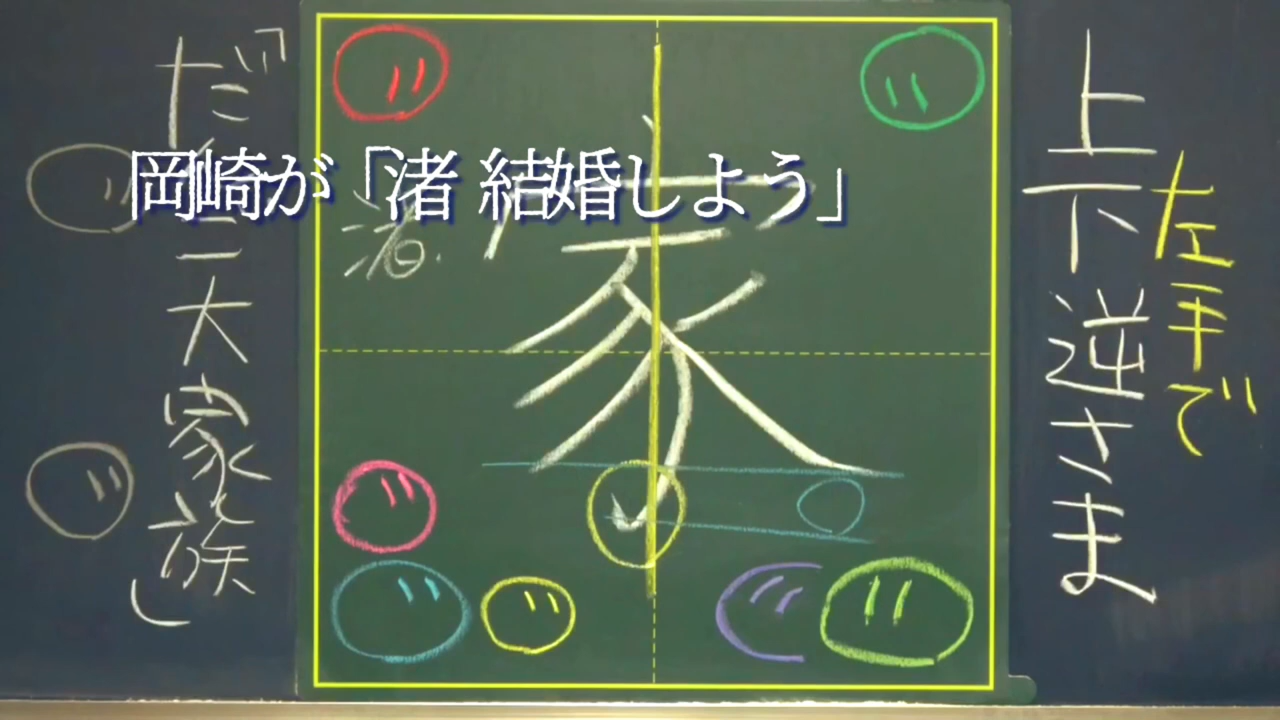 上下逆さま
左手で
岡崎が「渚 結婚しよう」
渚
家
「だんご大家族」